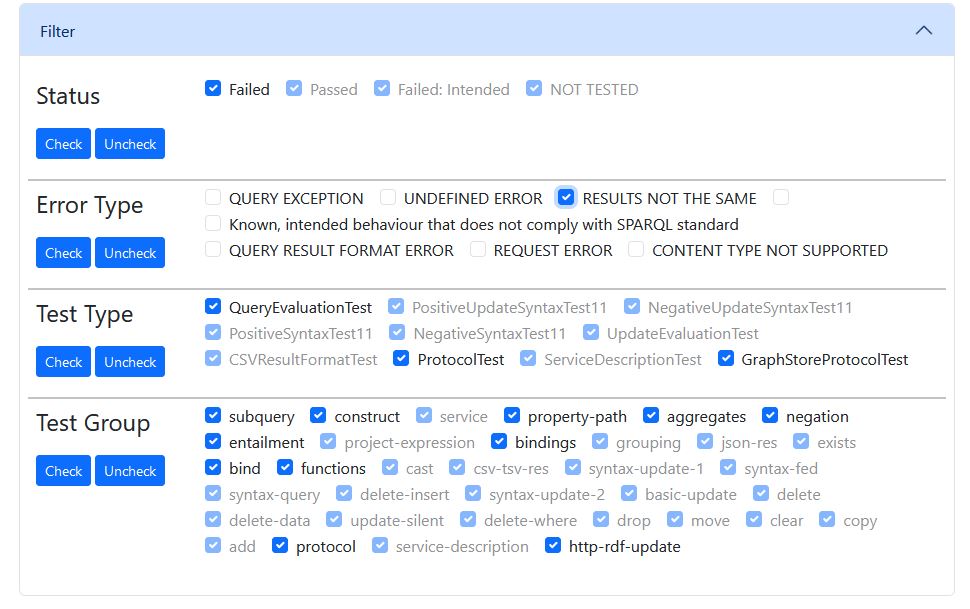 Filter
Status
Failed Passed Failed: Intended NOT TESTED
Check Uncheck
Error Type
QUERY EXCEPTION UNDEFINED ERROR RESULTS NOT THE SAME
Known, intended behaviour that does not comply with SPARQL standard
QUERY RESULT FORMAT ERROR REQUEST ERROR CONTENT TYPE NOT SUPPORTED
Check Uncheck
Test Type
QueryEvaluationTest PositiveUpdateSyntaxTest11 NegativeUpdateSyntaxTest11
PositiveSyntaxTest11 NegativeSyntaxTest11 UpdateEvaluationTest
CSVResultFormatTest ProtocolTest ServiceDescriptionTest GraphStoreProtocolTest
Check Uncheck
Test Group
subquery construct service property-path aggregates negation
entailment project-expression bindings grouping json-res exists
bind functions cast csv-tsv-res syntax-update-1 syntax-fed
syntax-query delete-insert syntax-update-2 basic-update delete
delete-data update-silent delete-where drop move clear copy
add protocol service-description http-rdf-update
Check Uncheck